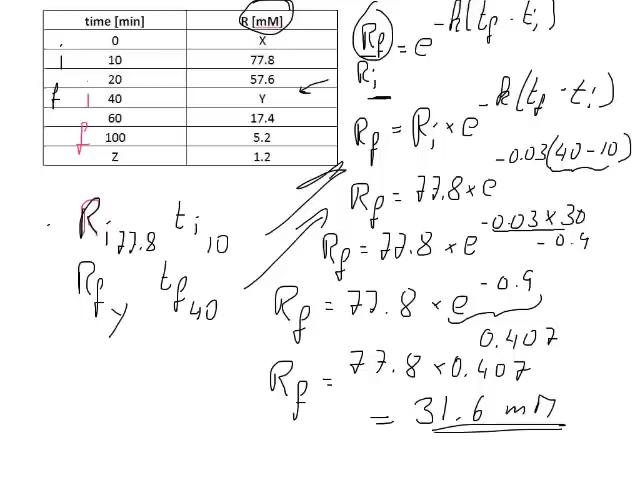 time [min] R [mM]
0 X
10 77.8
20 57.6
40 Y
60 17.4
100 5.2
Z 1.2
i
i
f i
f
Ri 77.8 ti 10
Rf y tf 40
Rf / Ri = e^-k(tf - ti)
Rf = Ri × e^-k(tf - ti)
Rf = 77.8 × e^-0.03(40-10)
Rf = 77.8 × e^-0.03×30
-0.9
Rf = 77.8 × e^-0.9
0.407
Rf = 77.8 × 0.407
= 31.6 mM